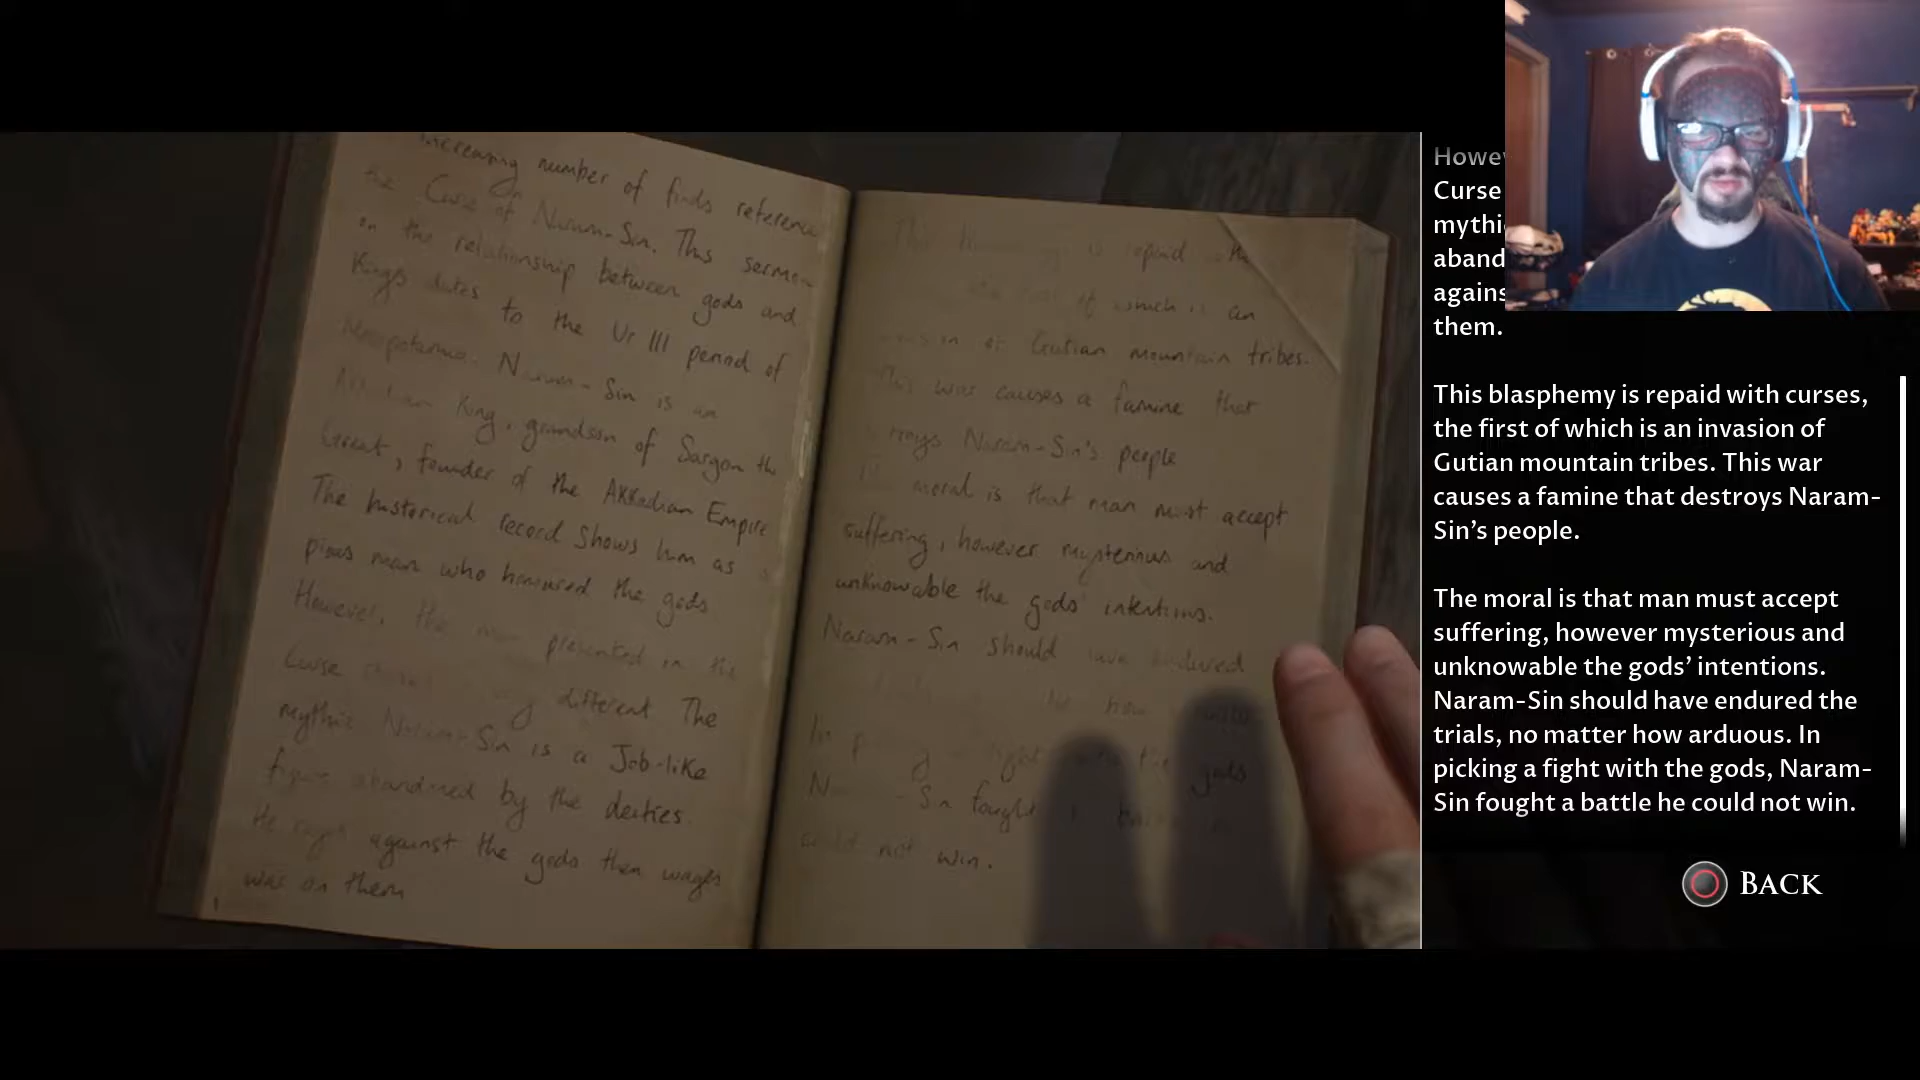 increasing number of finds reference
the Curse of Naram-Sin. This sermon
on the relationship between gods and
Kings dates to the Ur III period of
Mesopotamia. Naram-Sin is an
Akkadian King, grandson of Sargon the
Great, founder of the Akkadian Empire
The historical record shows him as a
pious man who honoured the gods.
However, the man presented in the
Curse different The
mythic Naram-Sin is a Job-like
figure abandoned by the deities.
He rages against the gods then wages
war on them
This is repaid
of which is an
of Gutian mountain tribes.
This war causes a famine that
Naram-Sin's people
The moral is that man must accept
suffering, however mysterious and
unknowable the gods' intentions.
Naram-Sin should have endured
how
In gods
Sin fought
could not win.
Curse
them.
This blasphemy is repaid with curses,
the first of which is an invasion of
Gutian mountain tribes. This war
causes a famine that destroys Naram-
Sin's people.
The moral is that man must accept
suffering, however mysterious and
unknowable the gods' intentions.
Naram-Sin should have endured the
trials, no matter how arduous. In
picking a fight with the gods, Naram-
Sin fought a battle he could not win.
BACK